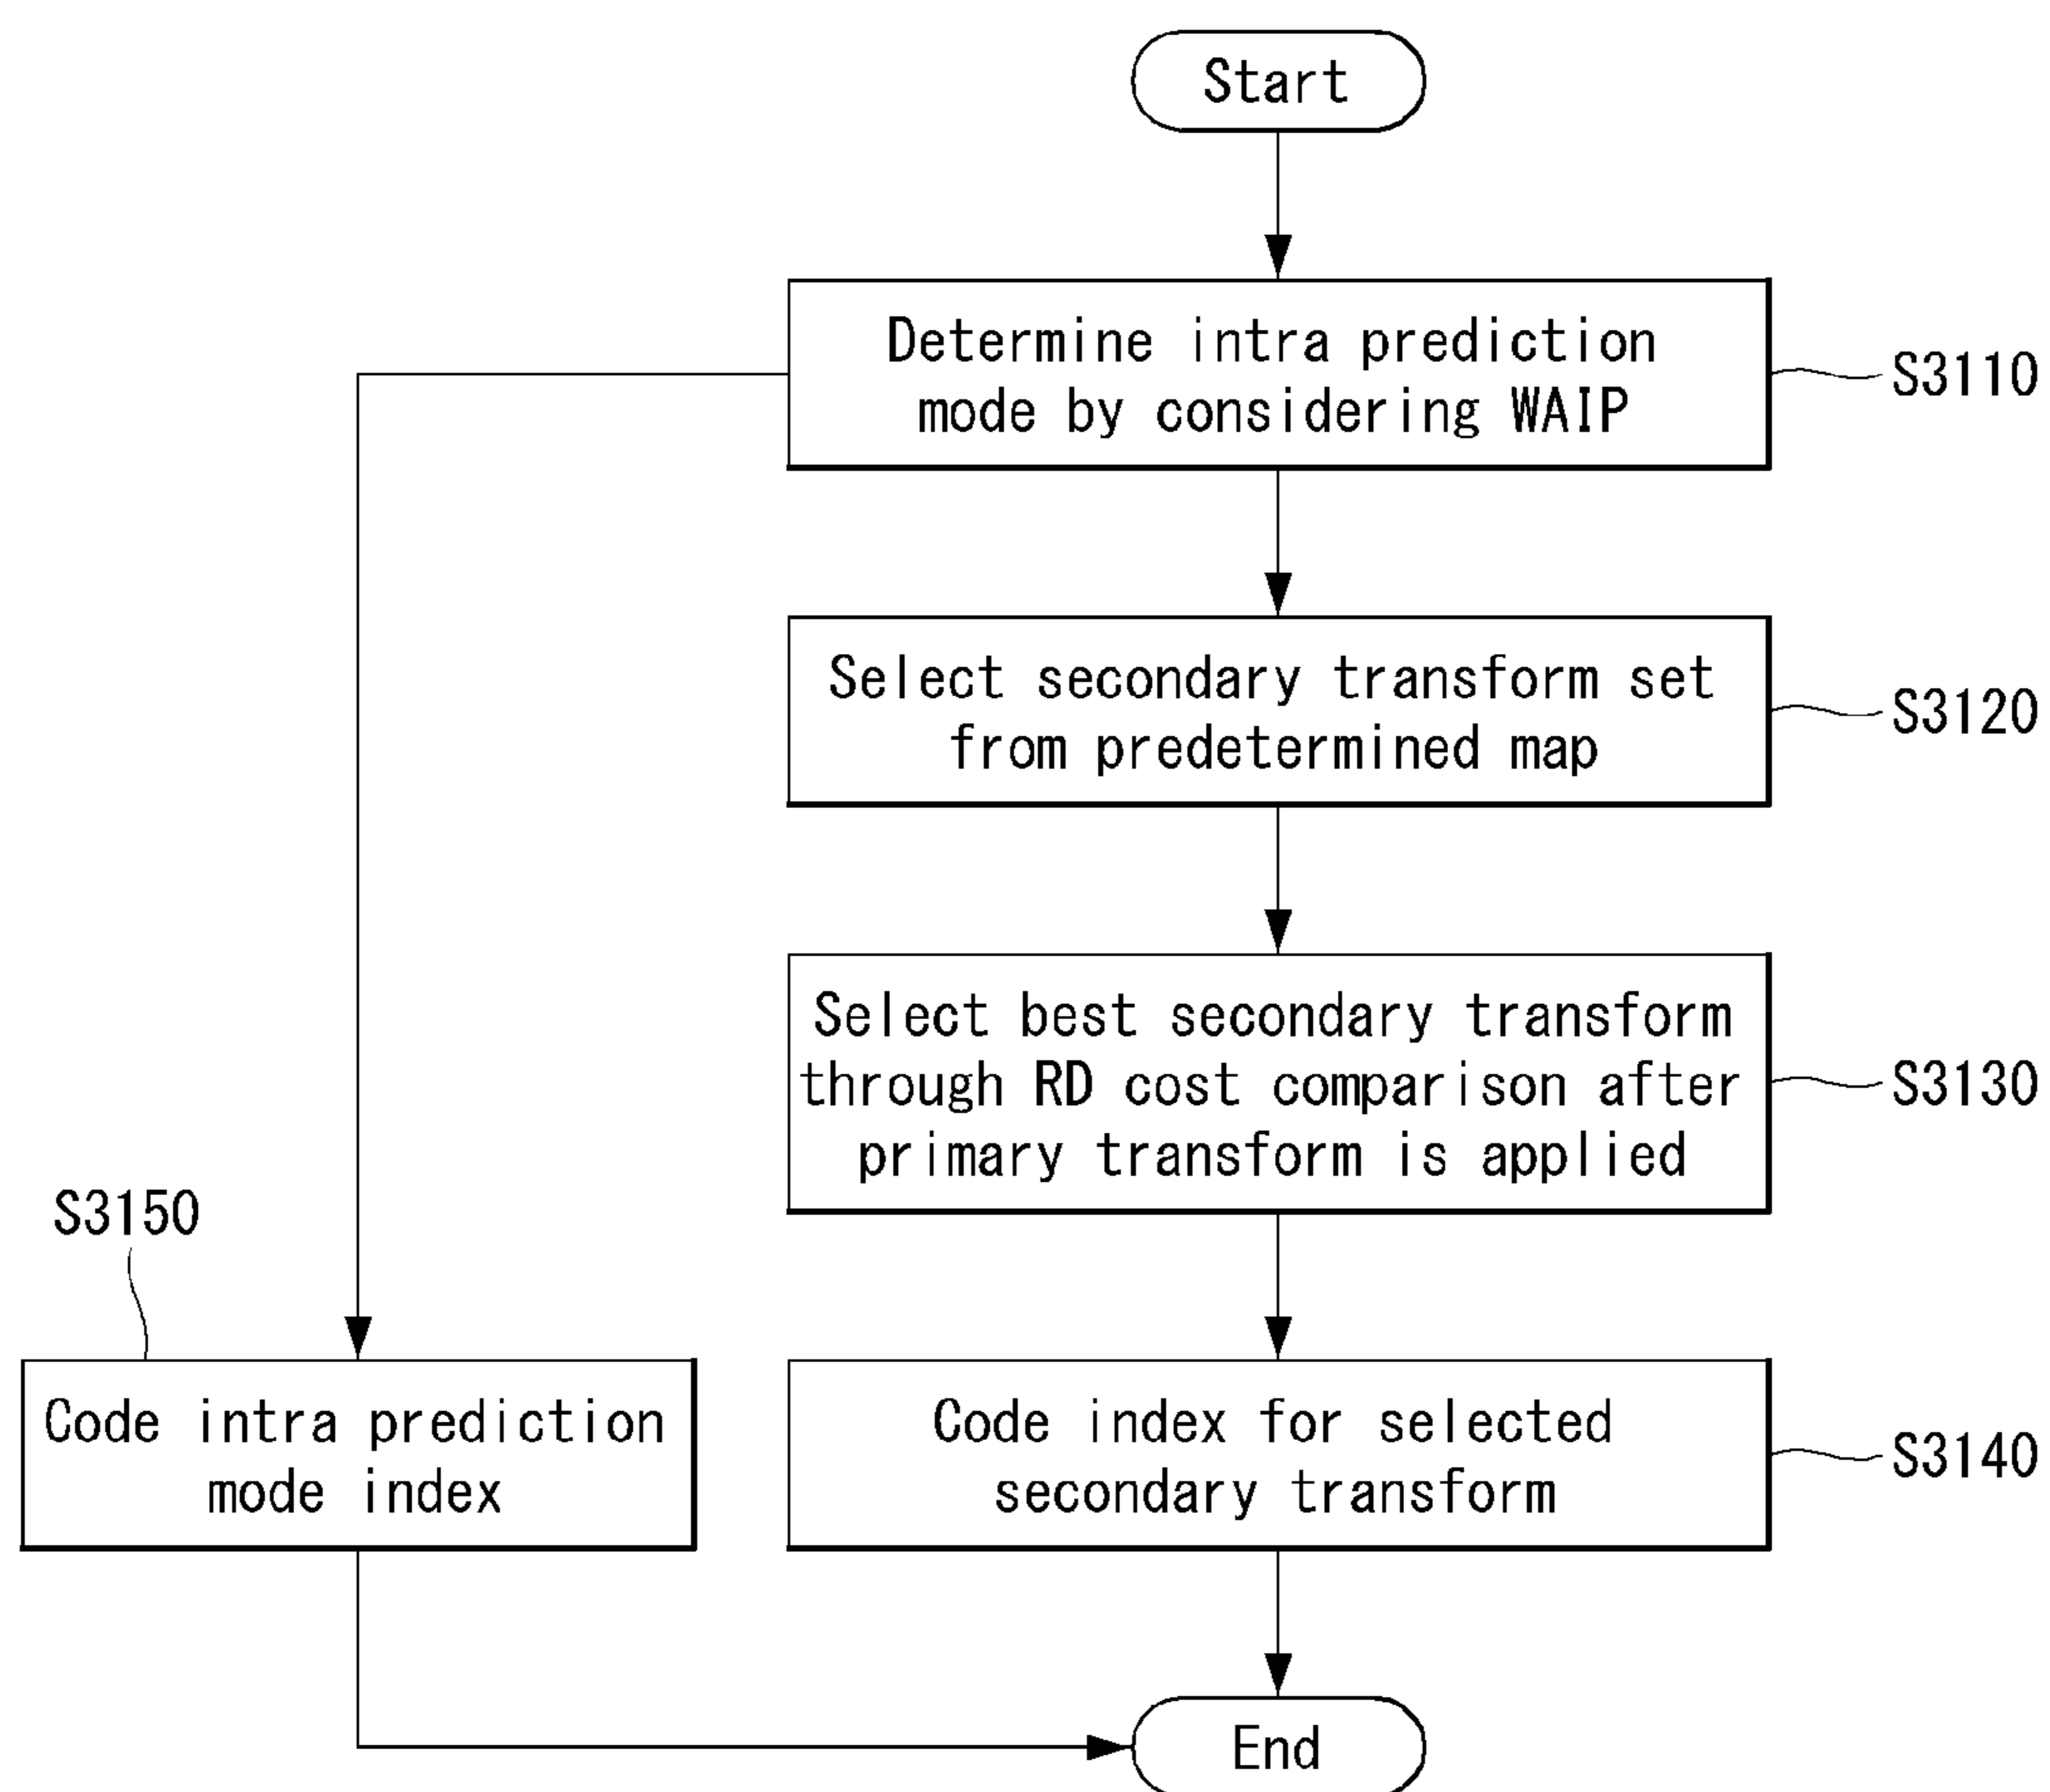 Start
Determine intra prediction
mode by considering WAIP
S3110
Select secondary transform set
from predetermined map
S3120
Select best secondary transform
through RD cost comparison after
primary transform is applied
S3130
S3150
Code intra prediction
mode index
Code index for selected
secondary transform
S3140
End